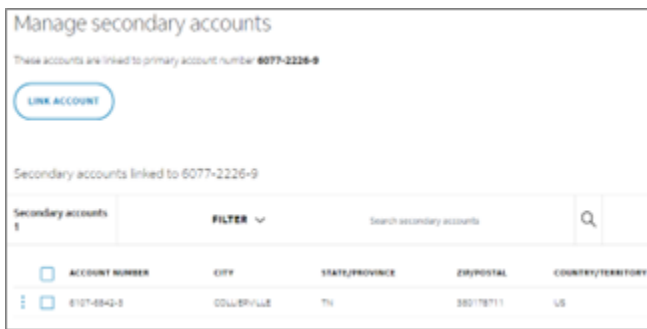 Manage secondary accounts
These accounts are linked to primary account number 6077-2226-9
LINK ACCOUNT
Secondary accounts linked to 6077-2226-9
Secondary accounts
1
FILTER
Search secondary accounts
ACCOUNT NUMBER CITY STATE/PROVINCE ZIP/POSTAL COUNTRY/TERRITORY
COLLIERVILLE TN US